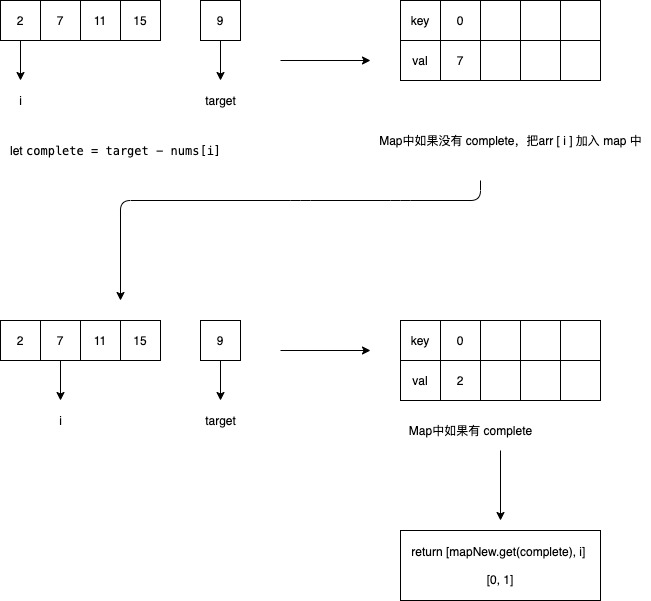 2 7 11 15 9 key 0
val 7
i target
let complete = target - nums[i]
Map中如果没有 complete，把arr [ i ] 加入 map 中
2 7 11 15 9 key 0
val 2
i target
Map中如果有 complete
return [mapNew.get(complete), i]
[0, 1]